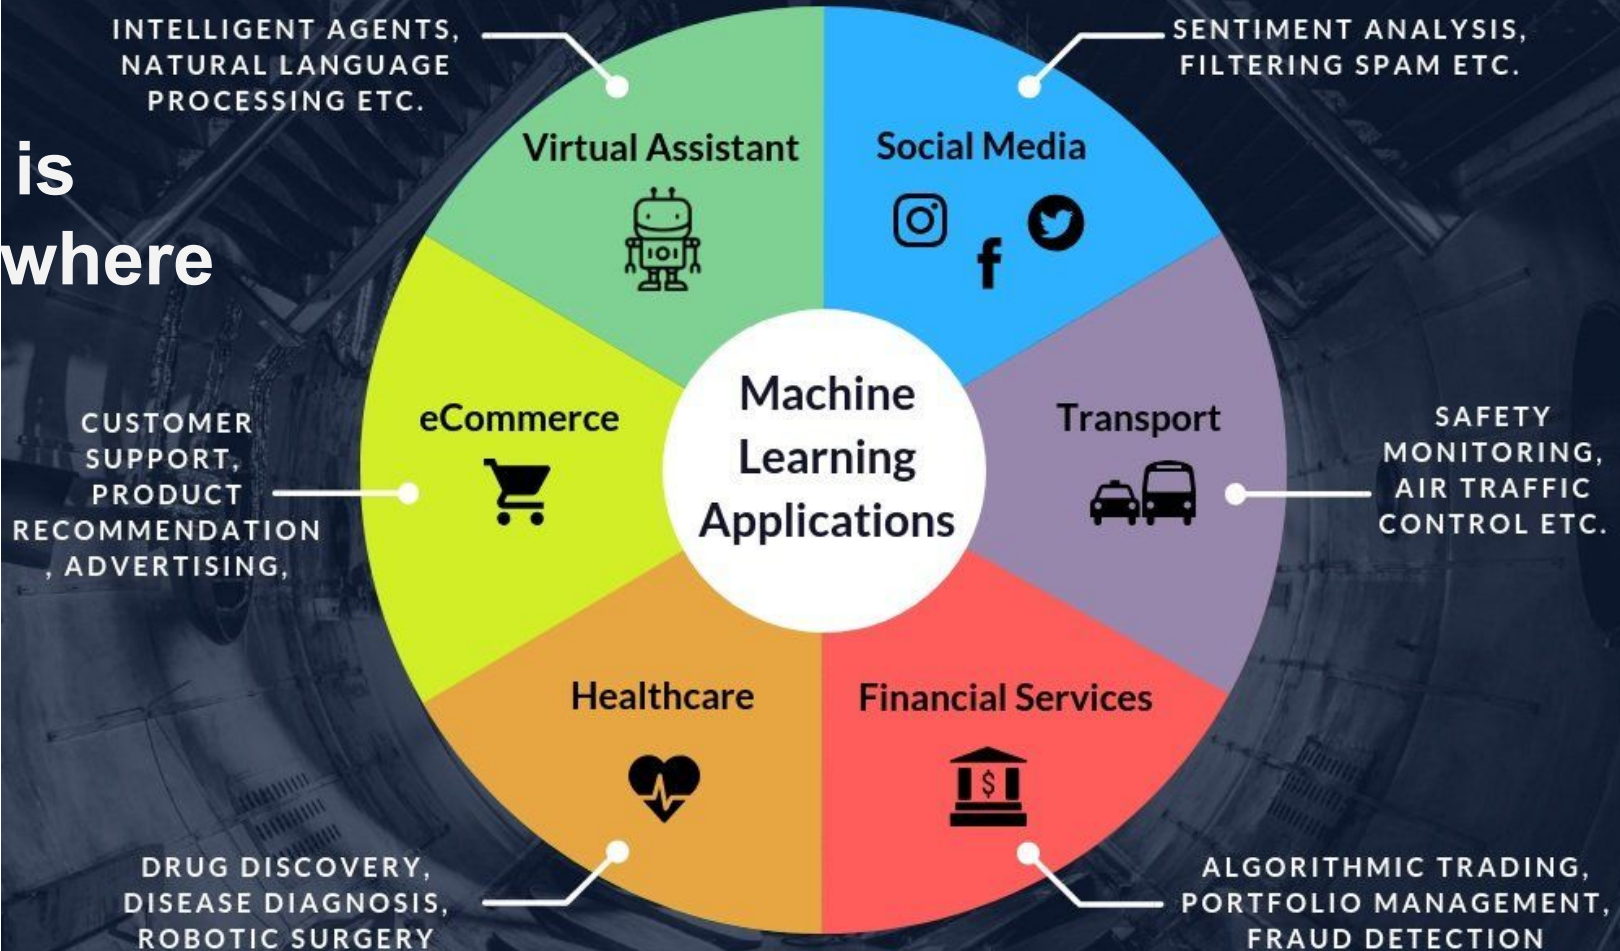 INTELLIGENT AGENTS,
NATURAL LANGUAGE
PROCESSING ETC.
SENTIMENT ANALYSIS,
FILTERING SPAM ETC.
is
where
Virtual Assistant
Social Media
eCommerce
Machine
Learning
Applications
Transport
CUSTOMER
SUPPORT,
PRODUCT
RECOMMENDATION
, ADVERTISING,
SAFETY
MONITORING,
AIR TRAFFIC
CONTROL ETC.
Healthcare
Financial Services
$
DRUG DISCOVERY,
DISEASE DIAGNOSIS,
ROBOTIC SURGERY
ALGORITHMIC TRADING,
PORTFOLIO MANAGEMENT,
FRAUD DETECTION